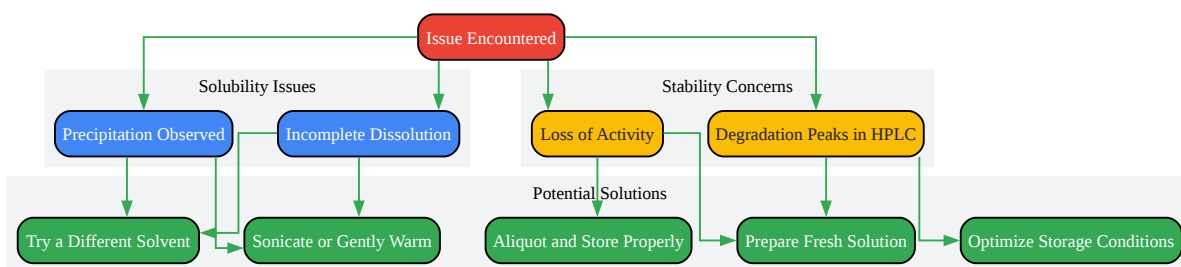 Issue Encountered
Solubility Issues
Stability Concerns
Precipitation Observed
Incomplete Dissolution
Loss of Activity
Degradation Peaks in HPLC
Potential Solutions
Try a Different Solvent
Sonicate or Gently Warm
Aliquot and Store Properly
Prepare Fresh Solution
Optimize Storage Conditions